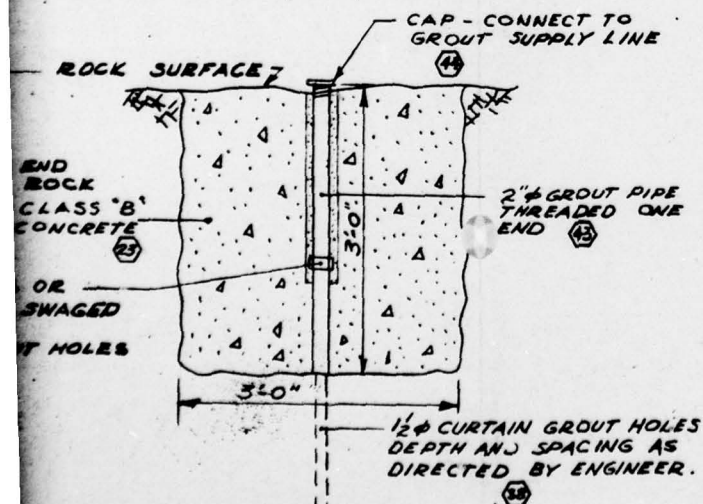 CAP - CONNECT TO
GROUT SUPPLY LINE
44
ROCK SURFACE
END
ROCK
CLASS "B"
CONCRETE
23
2"φ GROUT PIPE
THREADED ONE
END 43
3'-0"
OR
SWAGED
HOLES
3'-0"
1½φ CURTAIN GROUT HOLES
DEPTH AND SPACING AS
DIRECTED BY ENGINEER.
38